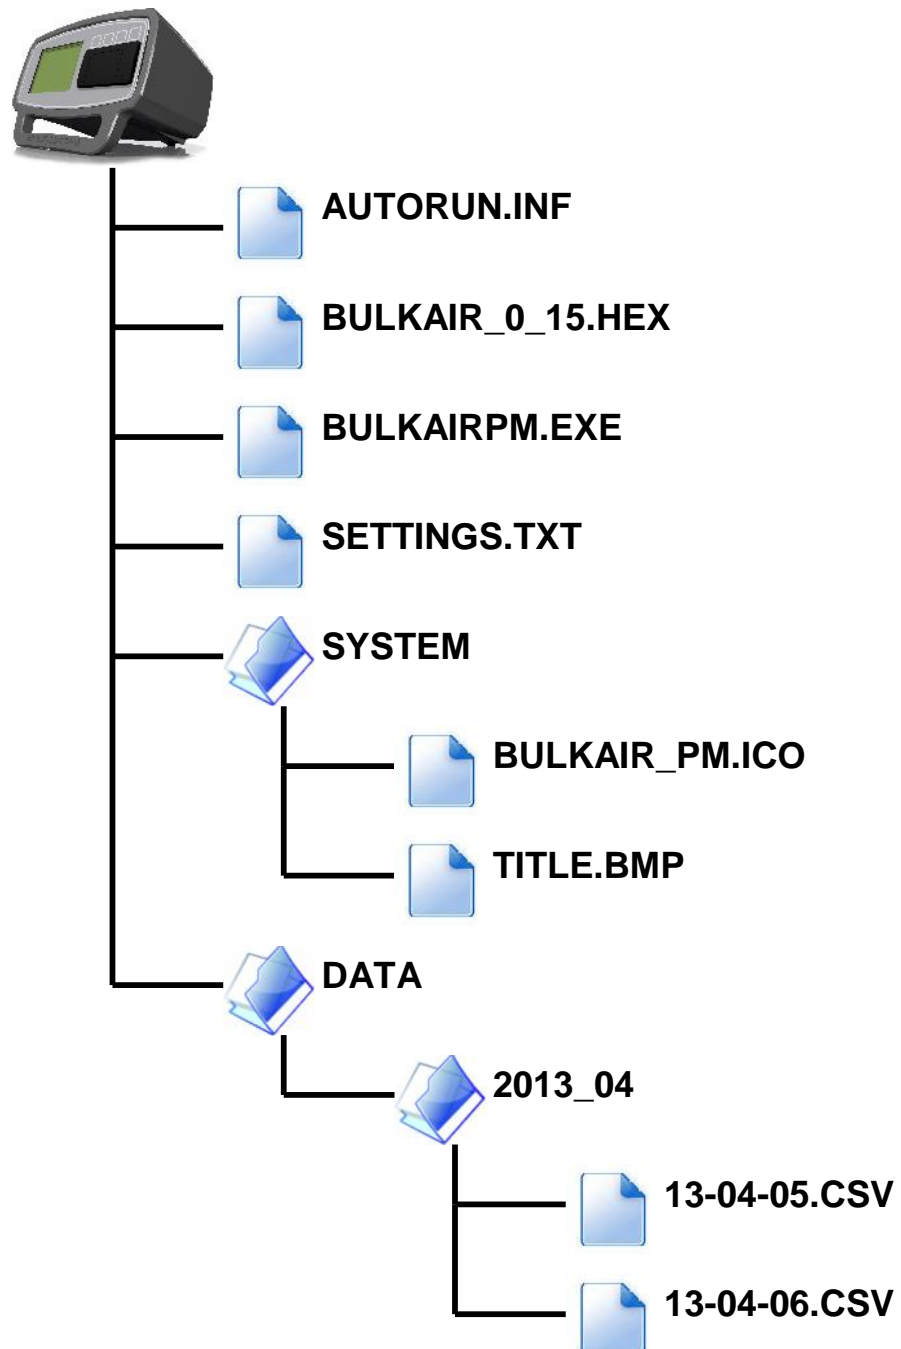 AUTORUN.INF
BULKAIR_0_15.HEX
BULKAIRPM.EXE
SETTINGS.TXT
SYSTEM
BULKAIR_PM.ICO
TITLE.BMP
DATA
2013_04
13-04-05.CSV
13-04-06.CSV